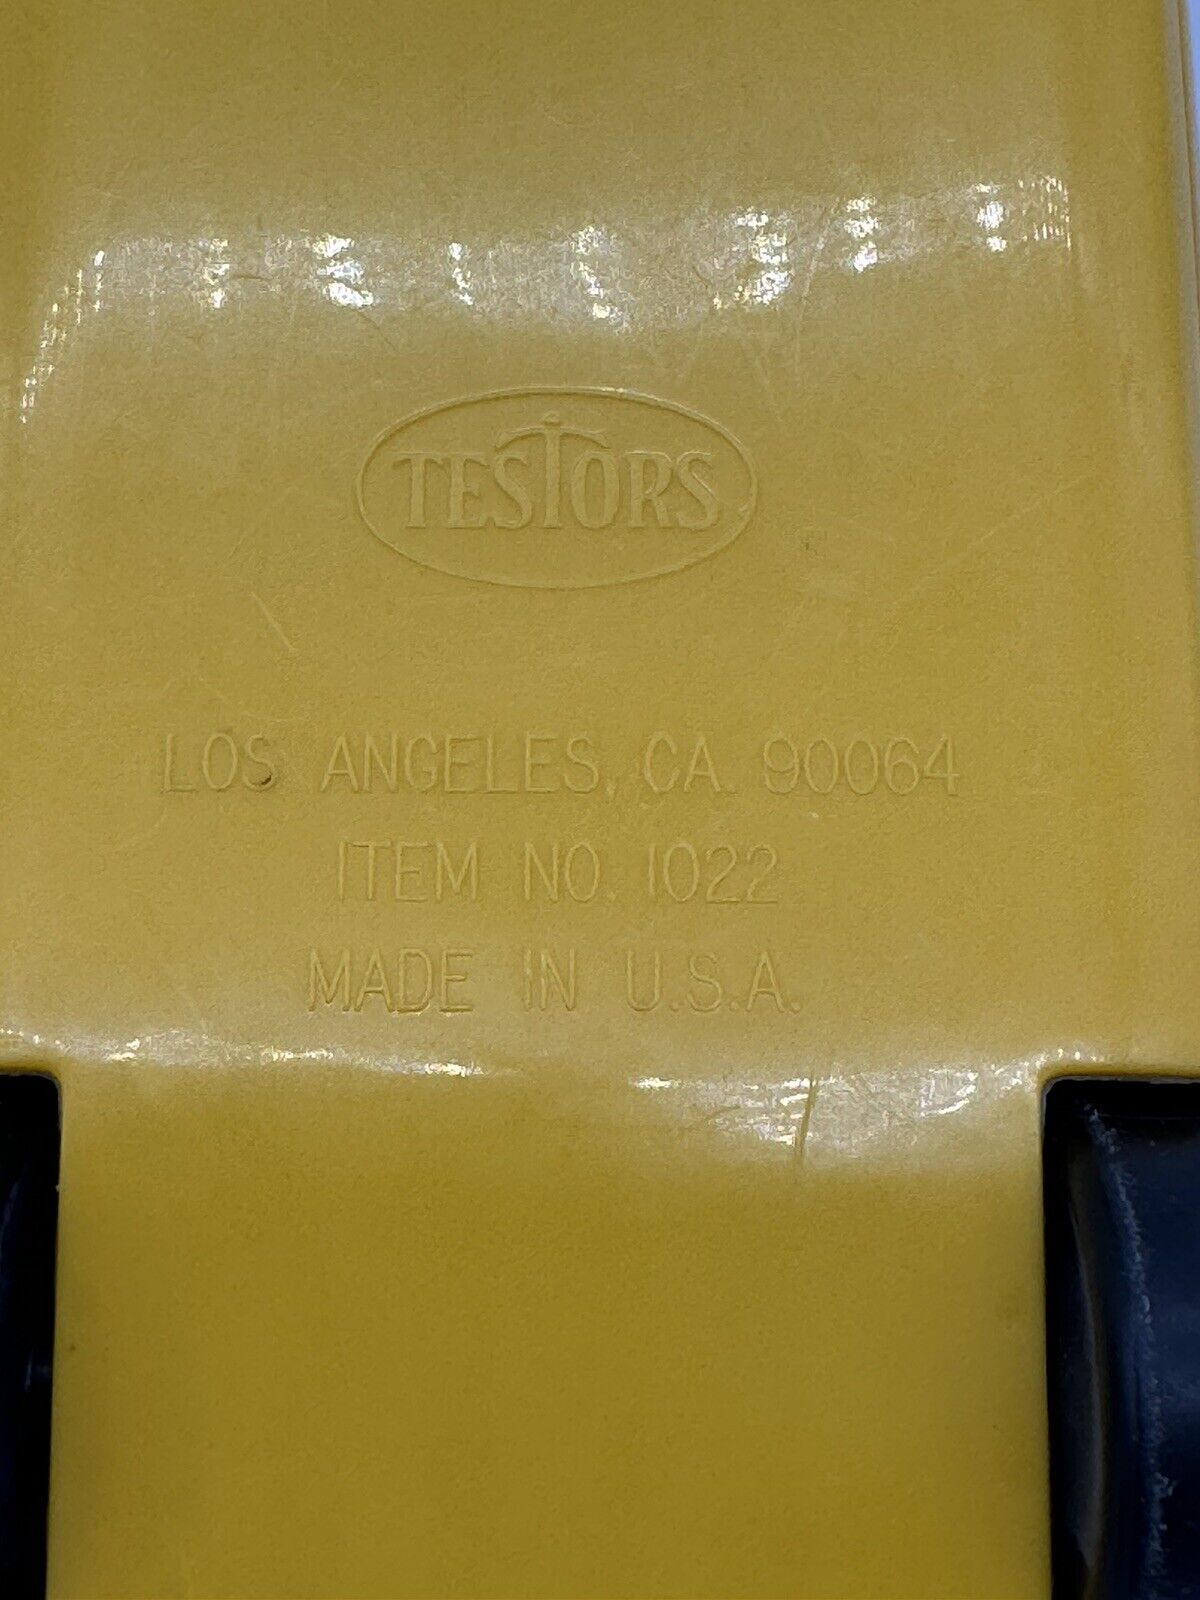 TESTORS
LOS ANGELES, CA. 90064
ITEM NO. 1022
MADE IN U.S.A.